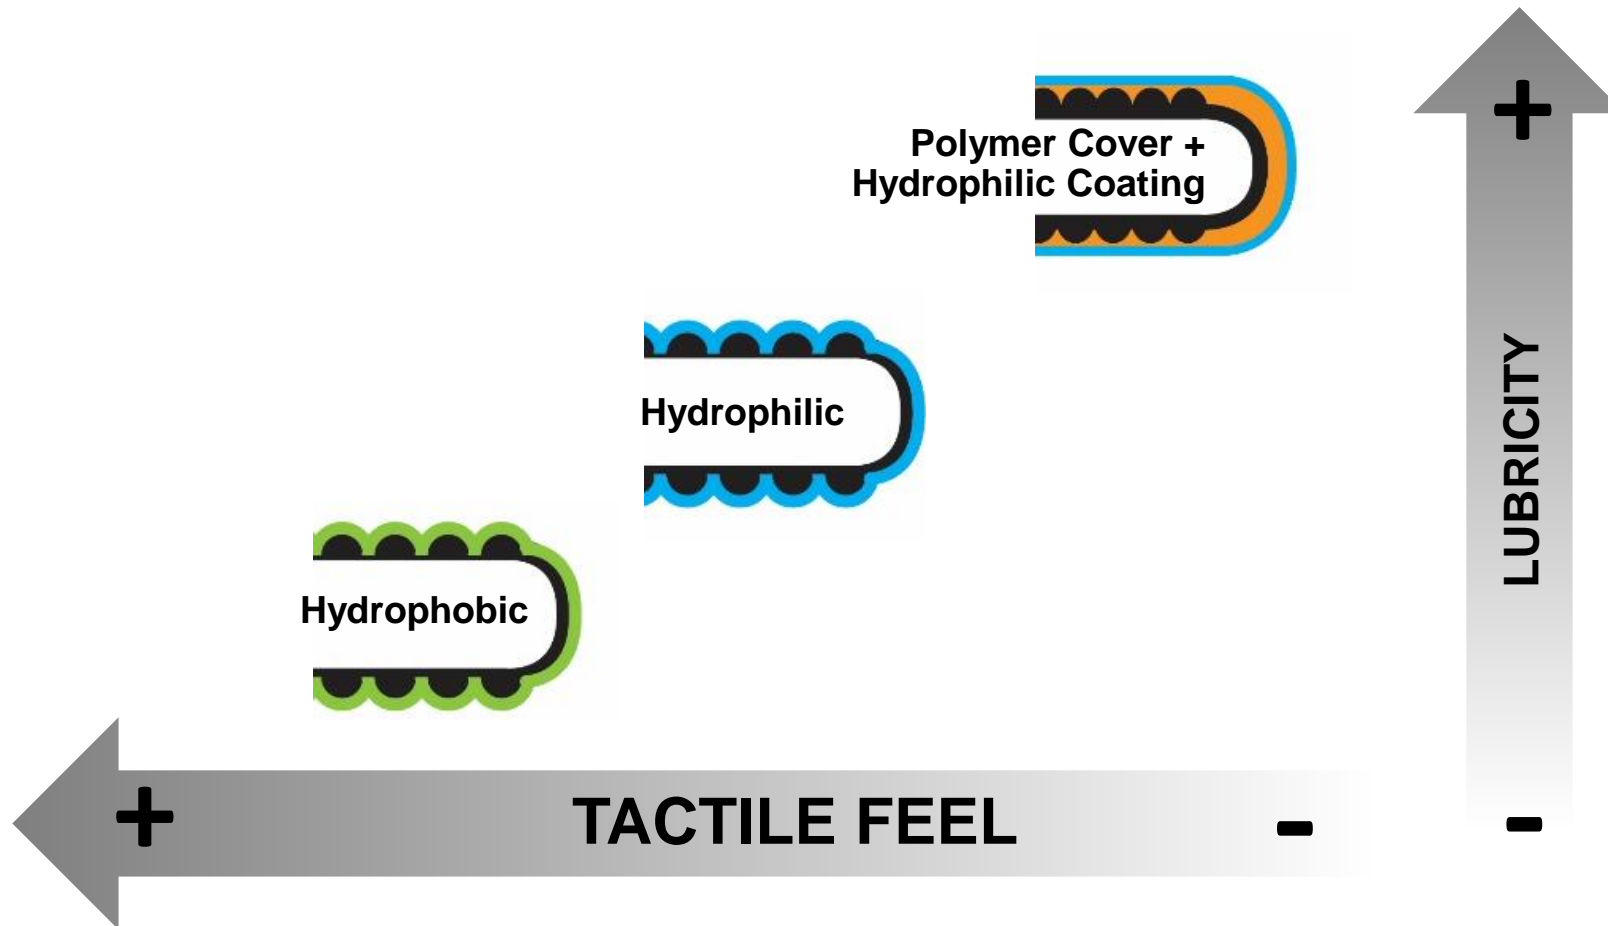 +
Polymer Cover +
Hydrophilic Coating
LUBRICITY
Hydrophilic
Hydrophobic
+
TACTILE FEEL
-
-